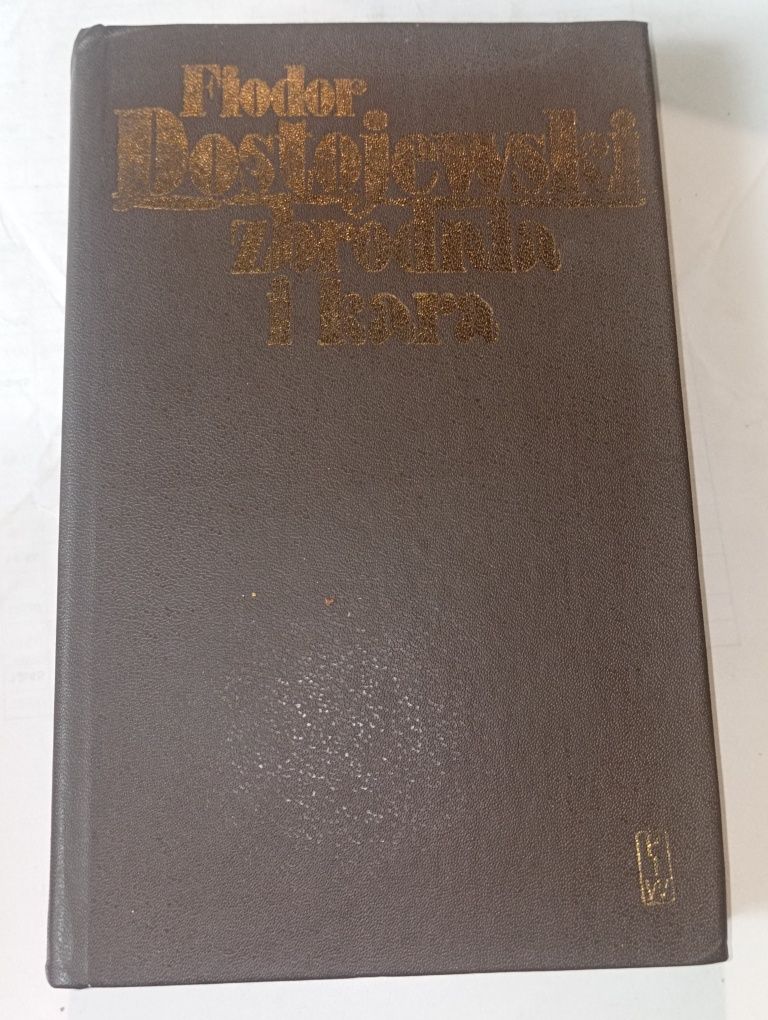 Fiodor
Dostojewski
zbrodnia
i kara
P
I
W